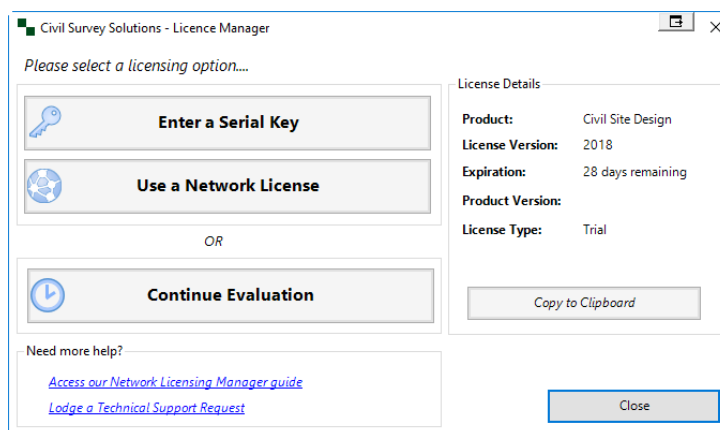 Civil Survey Solutions - Licence Manager
Please select a licensing option....
Enter a Serial Key
Use a Network License
OR
Continue Evaluation
Need more help?
Access our Network Licensing Manager guide
Lodge a Technical Support Request
License Details
Product: Civil Site Design
License Version: 2018
Expiration: 28 days remaining
Product Version:
License Type: Trial
Copy to Clipboard
Close